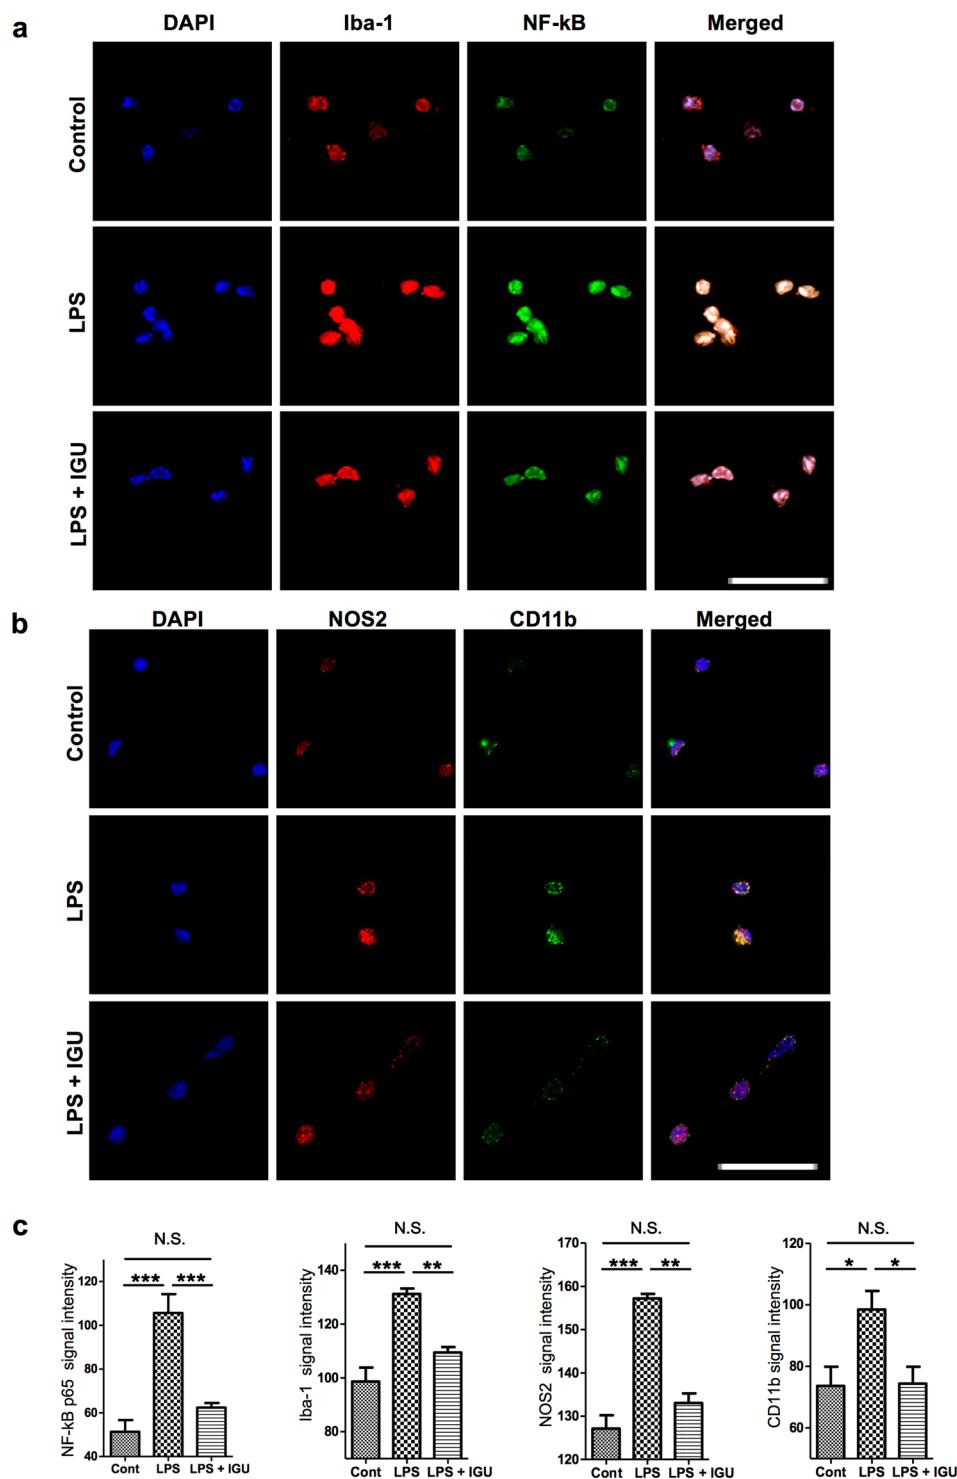 a
DAPI Iba-1 NF-kB Merged
Control
LPS
LPS + IGU
b
DAPI NOS2 CD11b Merged
Control
LPS
LPS + IGU
c
N.S.
*** ***
NF-kB p65 signal intensity
120
100
80
60
40
Cont LPS LPS + IGU
N.S.
*** **
Iba-1 signal intensity
140
120
100
80
Cont LPS LPS + IGU
N.S.
*** **
NOS2 signal intensity
170
160
150
140
130
120
Cont LPS LPS + IGU
N.S.
* *
CD11b signal intensity
120
100
80
60
Cont LPS LPS + IGU